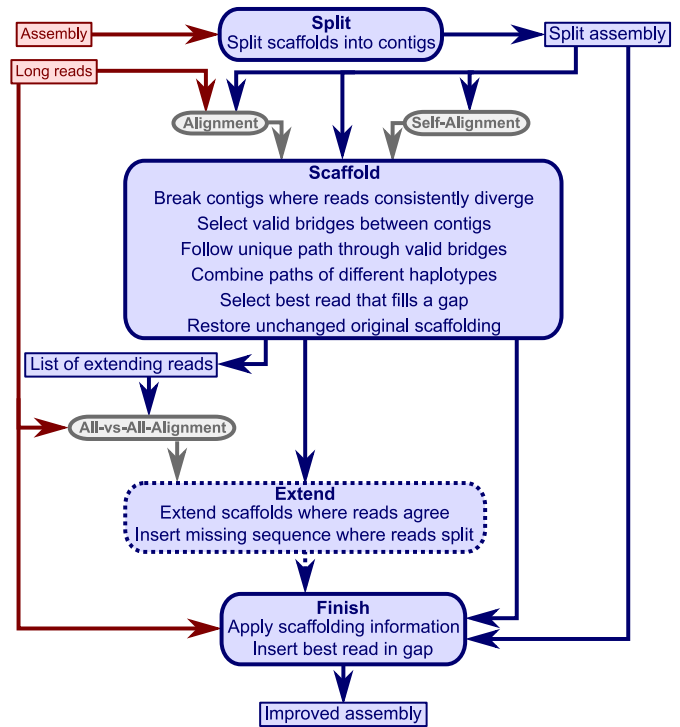 Assembly
Split
Split scaffolds into contigs
Split assembly
Long reads
Alignment
Self-Alignment
Scaffold
Break contigs where reads consistently diverge
Select valid bridges between contigs
Follow unique path through valid bridges
Combine paths of different haplotypes
Select best read that fills a gap
Restore unchanged original scaffolding
List of extending reads
All-vs-All-Alignment
Extend
Extend scaffolds where reads agree
Insert missing sequence where reads split
Finish
Apply scaffolding information
Insert best read in gap
Improved assembly